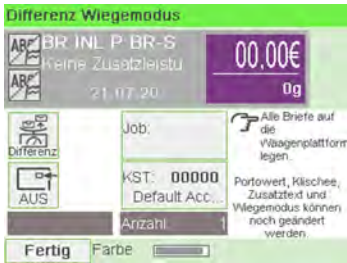 Differenz Wiegemodus
BR INL P BR-S
Keine Zusatzleistu
21.07.20
00,00€
0g
Differenz
AUS
Job:
KST: 00000
Default Acc...
Anzahl: 1
Alle Briefe auf
die
Waagenplattform
legen.
Portowert, Klischee,
Zusatztext und
Wiegemodus können
noch geändert
werden
Fertig
Farbe